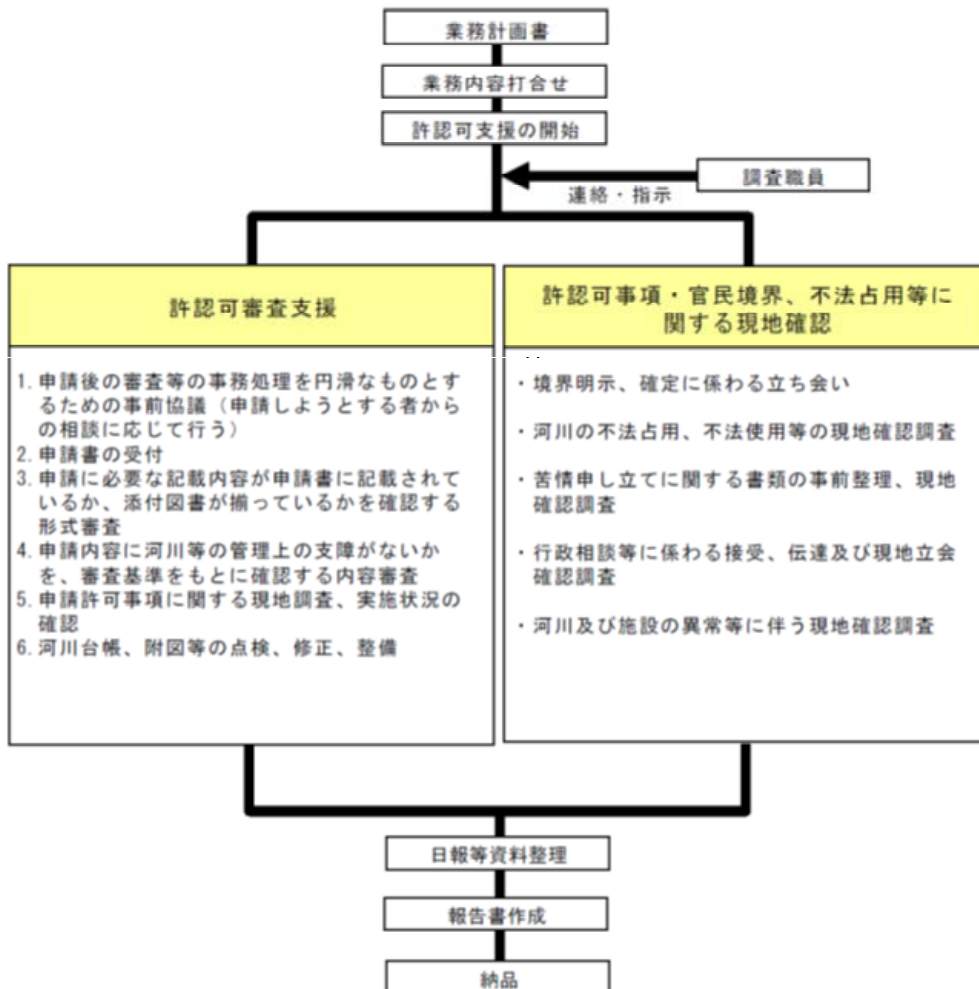 業務計画書
業務内容打合せ
許認可支援の開始
調査職員
連絡・指示
許認可審査支援
1. 申請後の審査等の事務処理を円滑なものとす
るための事前協議（申請しようとする者から
の相談に応じて行う）
2. 申請書の受付
3. 申請に必要な記載内容が申請書に記載されて
いるか、添付図書が揃っているかを確認する
形式審査
4. 申請内容に河川等の管理上の支障がないか
を、審査基準をもとに確認する内容審査
5. 申請許可事項に関する現地調査、実施状況の
確認
6. 河川台帳、附図等の点検、修正、整備
許認可事項・官民境界、不法占用等に
関する現地確認
・境界明示、確定に係わる立ち会い
・河川の不法占用、不法使用等の現地確認調査
・苦情申し立てに関する書類の事前整理、現地
確認調査
・行政相談等に係わる接受、伝達及び現地立会
確認調査
・河川及び施設の異常等に伴う現地確認調査
日報等資料整理
報告書作成
納品